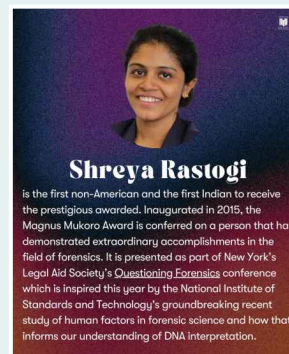 Shreya Rastogi
is the first non-American and the first Indian to receive
the prestigious awarded. Inaugurated in 2015, the
Magnus Mukoro Award is conferred on a person that ha
demonstrated extraordinary accomplishments in the
field of forensics. It is presented as part of New York's
Legal Aid Society's Questioning Forensics conference
which is inspired this year by the National Institute of
Standards and Technology's groundbreaking recent
study of human factors in forensic science and how that
informs our understanding of DNA interpretation.